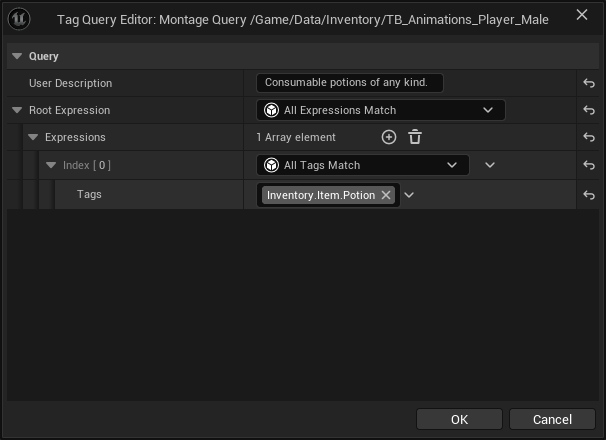 Tag Query Editor: Montage Query /Game/Data/Inventory/TB_Animations_Player_Male
Query
User Description Consumable potions of any kind.
Root Expression All Expressions Match
Expressions 1 Array element
Index [ 0 ] All Tags Match
Tags Inventory.Item.Potion
OK Cancel